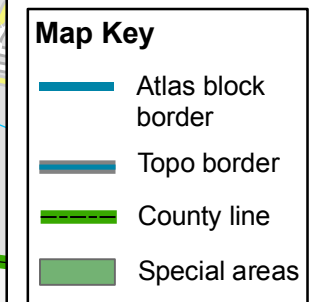 Map Key
Atlas block
border
Topo border
County line
Special areas